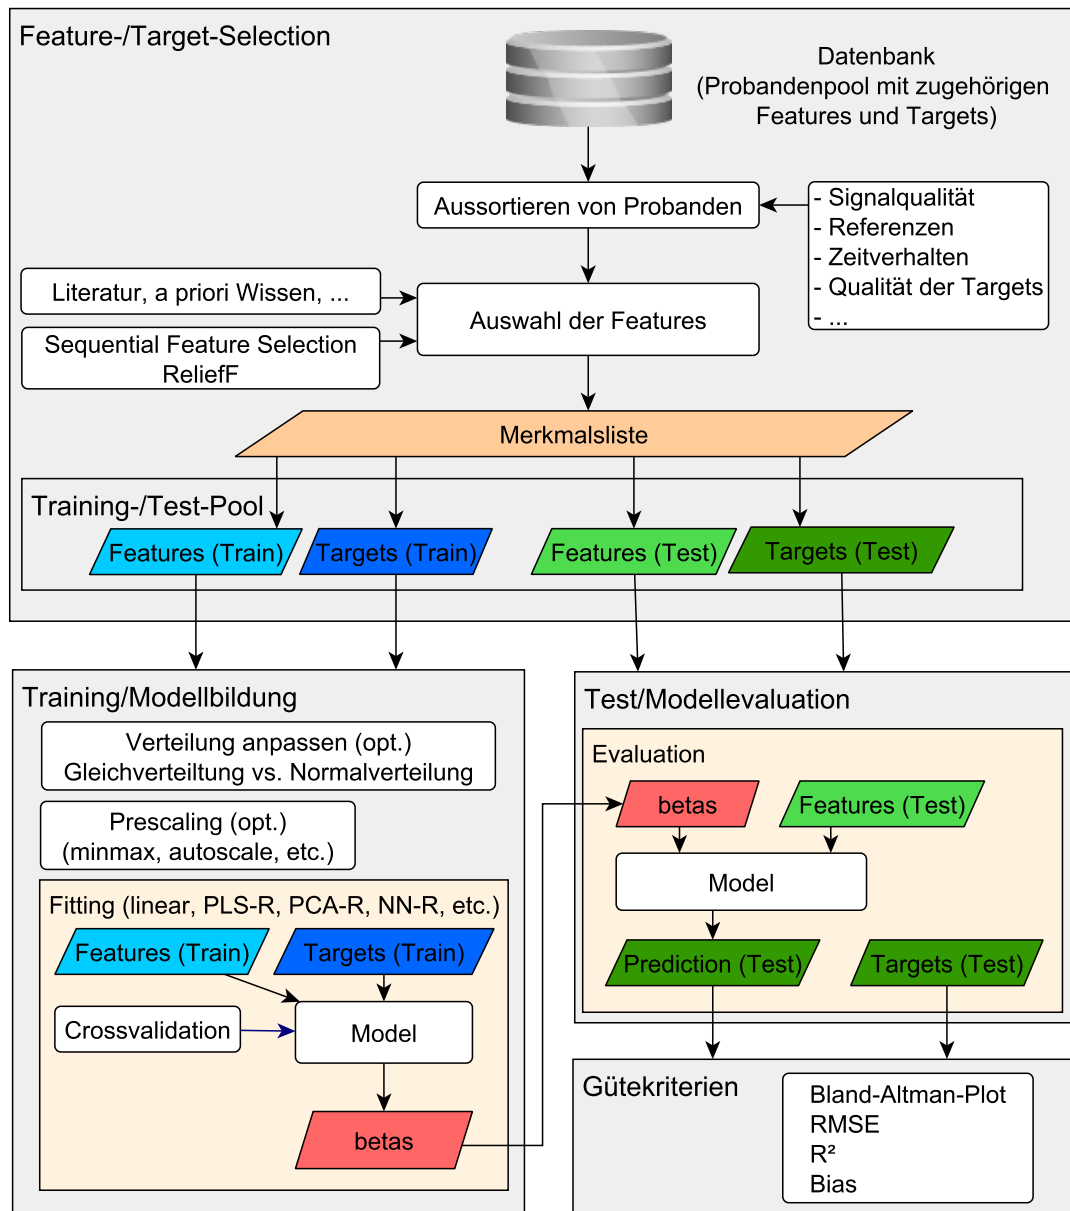 Feature-/Target-Selection
Datenbank
(Probandenpool mit zugehörigen
Features und Targets)
Aussortieren von Probanden
- Signalqualität
- Referenzen
- Zeitverhalten
- Qualität der Targets
- ...
Literatur, a priori Wissen, ...
Auswahl der Features
Sequential Feature Selection
ReliefF
Merkmalsliste
Training-/Test-Pool
Features (Train)
Targets (Train)
Features (Test)
Targets (Test)
Training/Modellbildung
Verteilung anpassen (opt.)
Gleichverteiltung vs. Normalverteilung
Prescaling (opt.)
(minmax, autoscale, etc.)
Fitting (linear, PLS-R, PCA-R, NN-R, etc.)
Features (Train)
Targets (Train)
Crossvalidation
Model
betas
Test/Modellevaluation
Evaluation
betas
Features (Test)
Model
Prediction (Test)
Targets (Test)
Gütekriterien
Bland-Altman-Plot
RMSE
R²
Bias